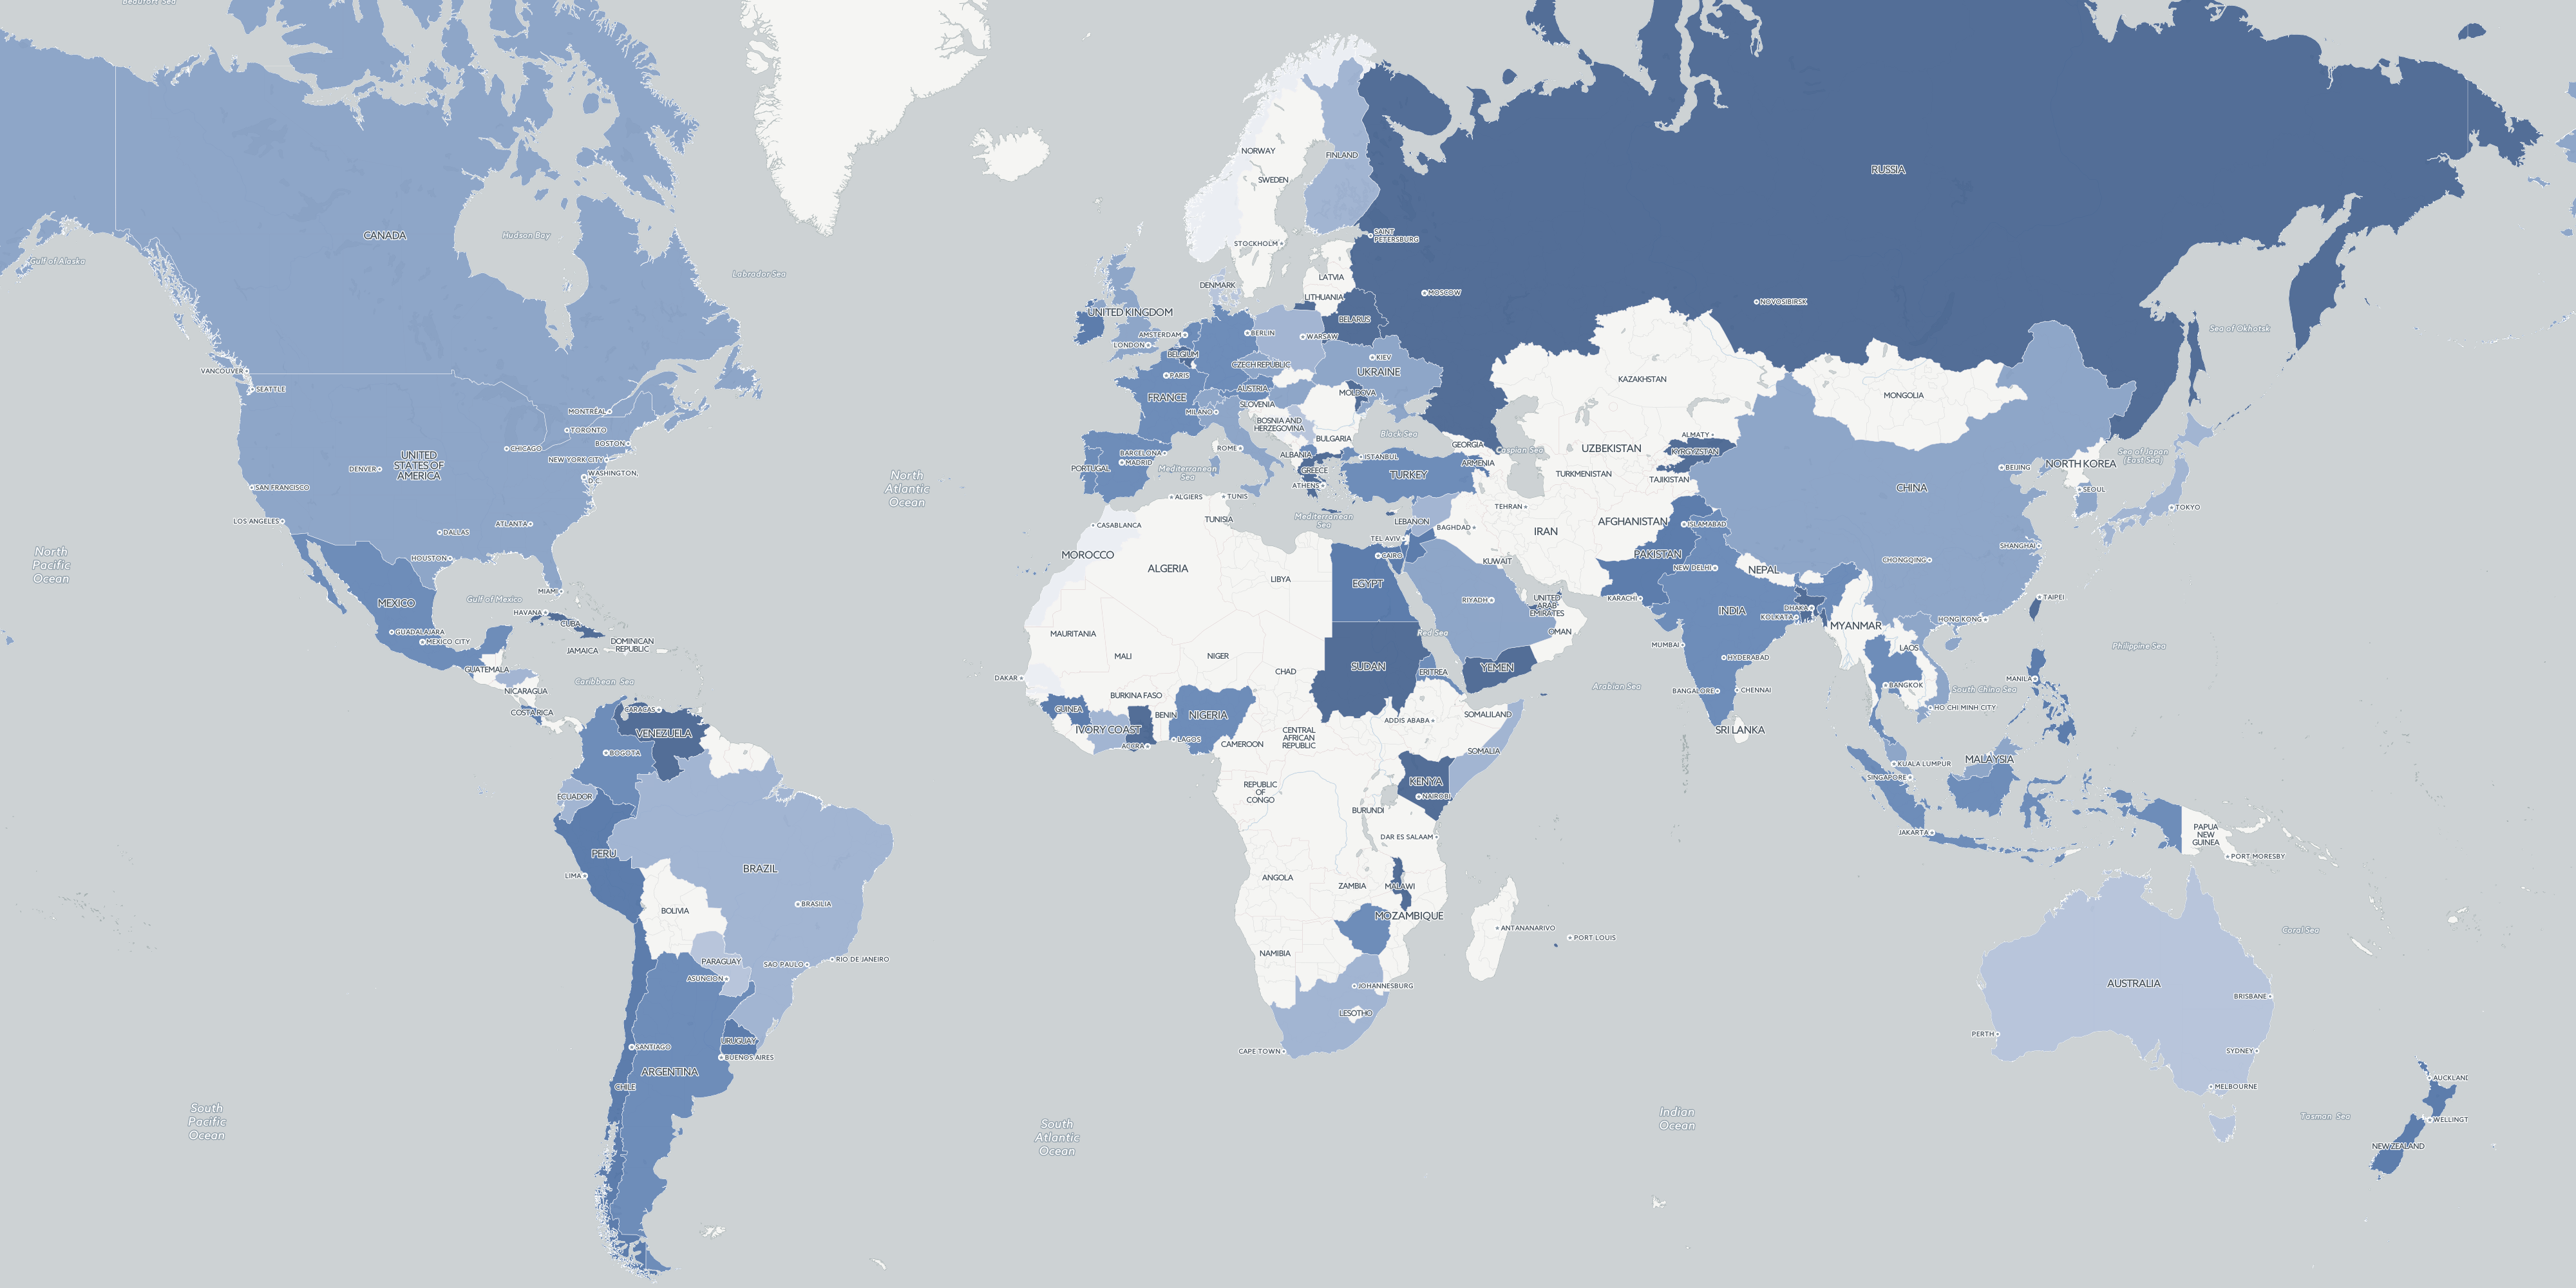 Beaufort Sea
CANADA
Hudson Bay
Gulf of Alaska
Labrador Sea
VANCOUVER
SEATTLE
MONTRÉAL
TORONTO
BOSTON
CHICAGO
NEW YORK CITY
DENVER
UNITED
STATES OF
AMERICA
WASHINGTON,
D.C.
SAN FRANCISCO
LOS ANGELES
ATLANTA
DALLAS
HOUSTON
North
Pacific
Ocean
North
Atlantic
Ocean
MIAMI
Gulf of Mexico
MEXICO
HAVANA
CUBA
GUADALAJARA
MEXICO CITY
DOMINICAN
REPUBLIC
JAMAICA
GUATEMALA
Caribbean Sea
NICARAGUA
COSTA RICA
CARACAS
VENEZUELA
BOGOTA
ECUADOR
PERU
LIMA
BRAZIL
BRASILIA
BOLIVIA
PARAGUAY
ASUNCION
SAO PAULO
RIO DE JANEIRO
URUGUAY
SANTIAGO
BUENOS AIRES
ARGENTINA
CHILE
South
Pacific
Ocean
South
Atlantic
Ocean
NORWAY
SWEDEN
FINLAND
STOCKHOLM
SAINT
PETERSBURG
RUSSIA
LATVIA
LITHUANIA
DENMARK
MOSCOW
NOVOSIBIRSK
Sea of Okhotsk
UNITED KINGDOM
BELARUS
AMSTERDAM
BERLIN
WARSAW
LONDON
BELGIUM
KIEV
CZECH REPUBLIC
UKRAINE
PARIS
AUSTRIA
MOLDOVA
FRANCE
SLOVENIA
MILANO
BOSNIA AND
HERZEGOVINA
BULGARIA
Black Sea
GEORGIA
Caspian Sea
ROME
ALBANIA
ISTANBUL
BARCELONA
MADRID
PORTUGAL
Mediterranean
Sea
GREECE
ATHENS
TURKEY
ARMENIA
KAZAKHSTAN
MONGOLIA
ALMATY
UZBEKISTAN
KYRGYZSTAN
TURKMENISTAN
TAJIKISTAN
BEIJING
NORTH KOREA
Sea of Japan
(East Sea)
SEOUL
CHINA
TOKYO
ALGIERS
TUNIS
TUNISIA
CASABLANCA
MOROCCO
ALGERIA
LIBYA
Mediterranean
Sea
LEBANON
BAGHDAD
TEL AVIV
CAIRO
EGYPT
TEHRAN
IRAN
KUWAIT
AFGHANISTAN
ISLAMABAD
PAKISTAN
NEW DELHI
NEPAL
CHONGQING
SHANGHAI
RIYADH
UNITED
ARAB
EMIRATES
OMAN
KARACHI
INDIA
DHAKA
KOLKATA
MYANMAR
HONG KONG
TAIPEI
Red Sea
MAURITANIA
MALI
NIGER
CHAD
SUDAN
ERITREA
YEMEN
Arabian Sea
MUMBAI
HYDERABAD
LAOS
Philippine Sea
DAKAR
BURKINA FASO
GUINEA
BENIN
NIGERIA
IVORY COAST
ACCRA
LAGOS
CAMEROON
CENTRAL
AFRICAN
REPUBLIC
ADDIS ABABA
SOMALILAND
SOMALIA
BANGALORE
CHENNAI
BANGKOK
MANILA
South China Sea
HO CHI MINH CITY
SRI LANKA
MALAYSIA
KUALA LUMPUR
SINGAPORE
REPUBLIC
OF
CONGO
KENYA
NAIROBI
BURUNDI
DAR ES SALAAM
JAKARTA
PAPUA
NEW
GUINEA
PORT MORESBY
ANGOLA
ZAMBIA
MALAWI
MOZAMBIQUE
ANTANANARIVO
PORT LOUIS
NAMIBIA
JOHANNESBURG
LESOTHO
CAPE TOWN
Coral Sea
AUSTRALIA
BRISBANE
PERTH
SYDNEY
MELBOURNE
Indian
Ocean
Tasman Sea
AUCKLAND
WELLINGT
NEW ZEALAND